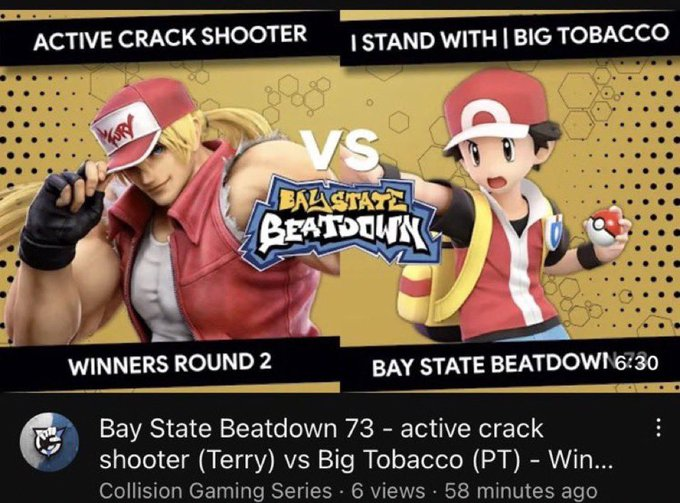 ACTIVE CRACK SHOOTER
I STAND WITH | BIG TOBACCO
FURY
VS
BAY STATE
BEATDOWN
WINNERS ROUND 2
BAY STATE BEATDOWN 73
6:30
Bay State Beatdown 73 - active crack
shooter (Terry) vs Big Tobacco (PT) - Win...
Collision Gaming Series · 6 views · 58 minutes ago